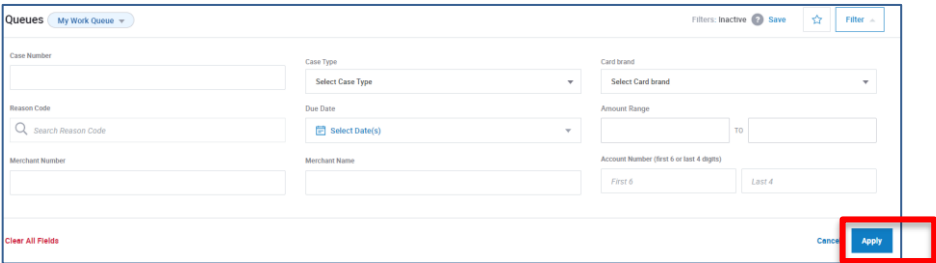 Queues My Work Queue Filters: Inactive ? Save Filter
Case Number Case Type Card brand
Select Case Type Select Card brand
Reason Code Due Date Amount Range
Search Reason Code Select Date(s) TO
Merchant Number Merchant Name Account Number (first 6 or last 4 digits)
First 6 Last 4
Clear All Fields Cance Apply